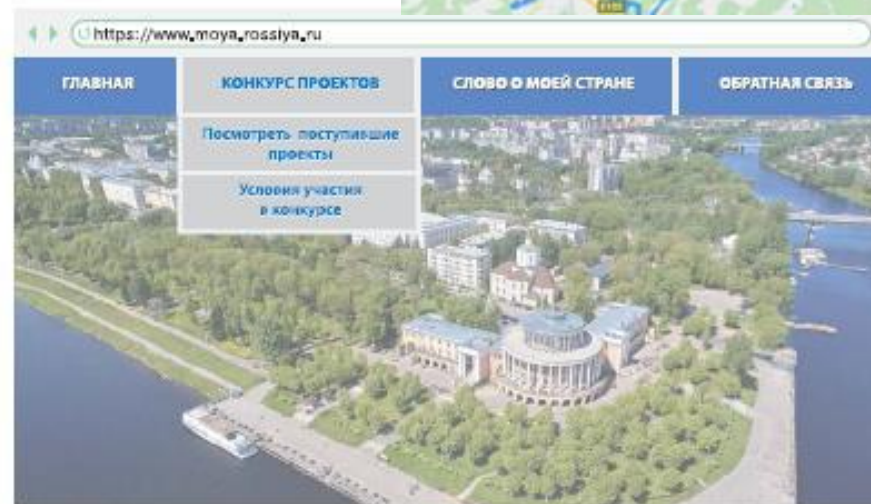 https://www.moya.rossiya.ru
ГЛАВНАЯ
КОНКУРС ПРОЕКТОВ
СЛОВО О МОЕЙ СТРАНЕ
ОБРАТНАЯ СВЯЗЬ
Посмотреть поступившие
проекты
Условия участия
в конкурсе